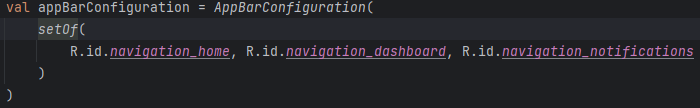 val appBarConfiguration = AppBarConfiguration(
setOf(
R.id.navigation_home, R.id.navigation_dashboard, R.id.navigation_notifications
)
)